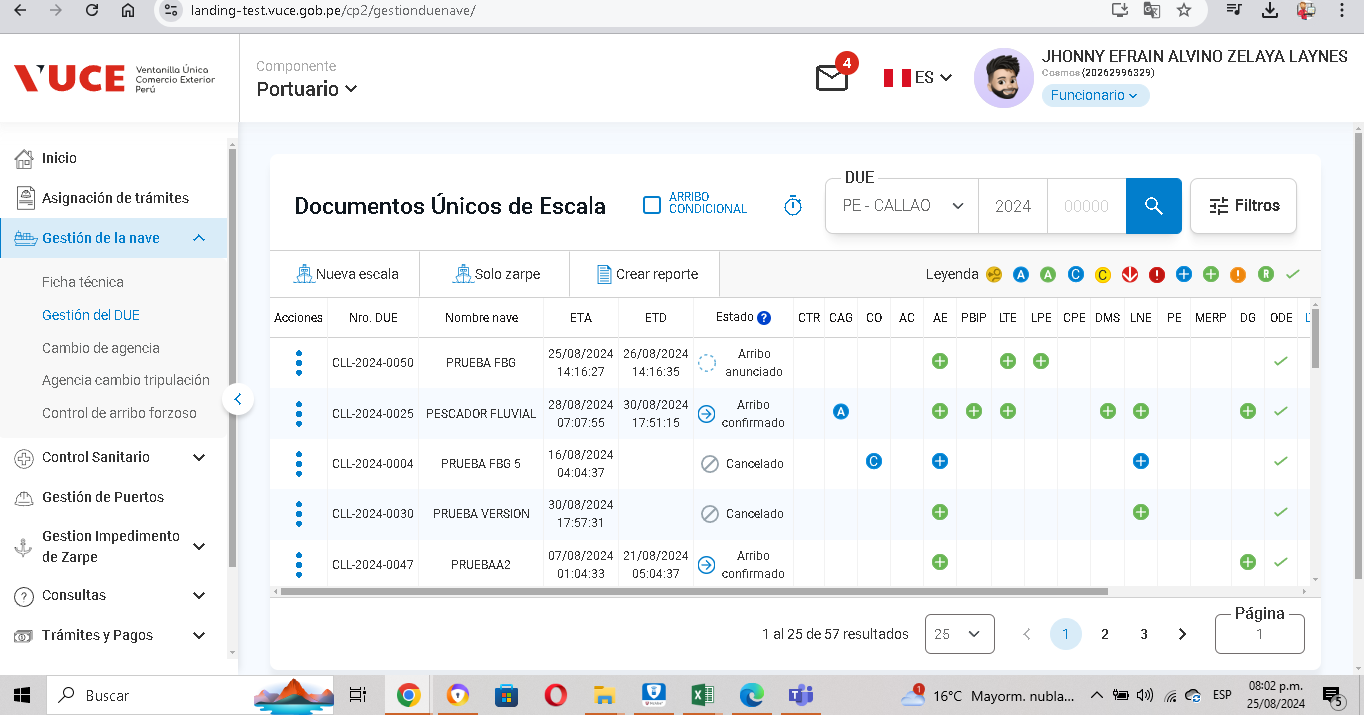 landing-test.vuce.gob.pe/cp2/gestionduenave/
VUCE Ventanilla Única
Comercio Exterior
Perú
Componente
Portuario
4
ES
JHONNY EFRAIN ALVINO ZELAYA LAYNES
Cosmos (20262996329)
Funcionario
Inicio
Asignación de trámites
Gestión de la nave
Ficha técnica
Gestión del DUE
Cambio de agencia
Agencia cambio tripulación
Control de arribo forzoso
Control Sanitario
Gestión de Puertos
Gestion Impedimento
de Zarpe
Consultas
Trámites y Pagos
Documentos Únicos de Escala
ARRIBO
CONDICIONAL
DUE
PE - CALLAO 2024 00000
Filtros
Nueva escala Solo zarpe Crear reporte
Leyenda A A C C ! + + ! R
Acciones Nro. DUE Nombre nave ETA ETD Estado ? CTR CAG CO AC AE PBIP LTE LPE CPE DMS LNE PE MERP DG ODE
CLL-2024-0050 PRUEBA FBG 25/08/2024 14:16:27 26/08/2024 14:16:35 Arribo anunciado + + +
CLL-2024-0025 PESCADOR FLUVIAL 28/08/2024 07:07:55 30/08/2024 17:51:15 Arribo confirmado A + + + + + +
CLL-2024-0004 PRUEBA FBG 5 16/08/2024 04:04:37 Cancelado C + +
CLL-2024-0030 PRUEBA VERSION 30/08/2024 17:57:31 Cancelado + +
CLL-2024-0047 PRUEBAA2 07/08/2024 01:04:33 21/08/2024 05:04:37 Arribo confirmado + +
1 al 25 de 57 resultados 25 1 2 3
Página
1
Buscar
1
16°C Mayorm. nubla... ESP
08:02 p.m.
25/08/2024
5